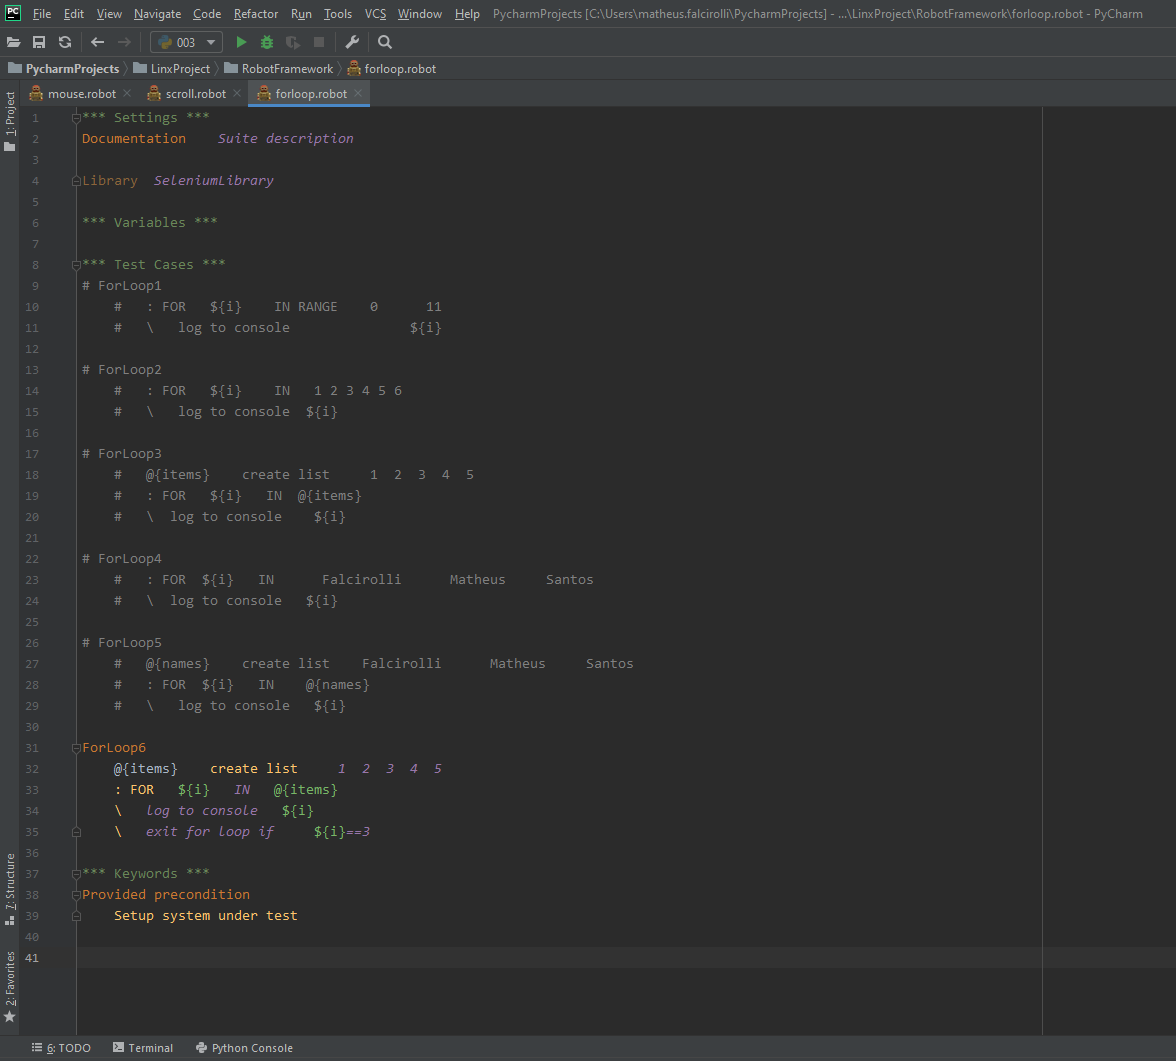 PC File Edit View Navigate Code Refactor Run Tools VCS Window Help PycharmProjects [C:\Users\matheus.falcirolli\PycharmProjects] - ...\LinxProject\RobotFramework\forloop.robot - PyCharm
003
PycharmProjects LinxProject RobotFramework forloop.robot
mouse.robot scroll.robot forloop.robot
1: Project
1 *** Settings ***
2 Documentation    Suite description
3
4 Library  SeleniumLibrary
5
6 *** Variables ***
7
8 *** Test Cases ***
9 # ForLoop1
10     #   : FOR   ${i}    IN RANGE    0      11
11     #   \   log to console               ${i}
12
13 # ForLoop2
14     #   : FOR   ${i}    IN   1 2 3 4 5 6
15     #   \   log to console  ${i}
16
17 # ForLoop3
18     #   @{items}    create list     1  2  3  4  5
19     #   : FOR   ${i}   IN  @{items}
20     #   \  log to console    ${i}
21
22 # ForLoop4
23     #   : FOR  ${i}   IN      Falcirolli      Matheus     Santos
24     #   \  log to console   ${i}
25
26 # ForLoop5
27     #   @{names}    create list    Falcirolli      Matheus     Santos
28     #   : FOR  ${i}   IN    @{names}
29     #   \   log to console   ${i}
30
31 ForLoop6
32     @{items}    create list     1  2  3  4  5
33     : FOR   ${i}   IN   @{items}
34     \   log to console   ${i}
35     \   exit for loop if     ${i}==3
36
37 *** Keywords ***
38 Provided precondition
39     Setup system under test
40
41
7: Structure
2: Favorites
6: TODO Terminal Python Console